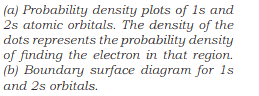 (a) Probability density plots of 1s and
2s atomic orbitals. The density of the
dots represents the probability density
of finding the electron in that region.
(b) Boundary surface diagram for 1s
and 2s orbitals.